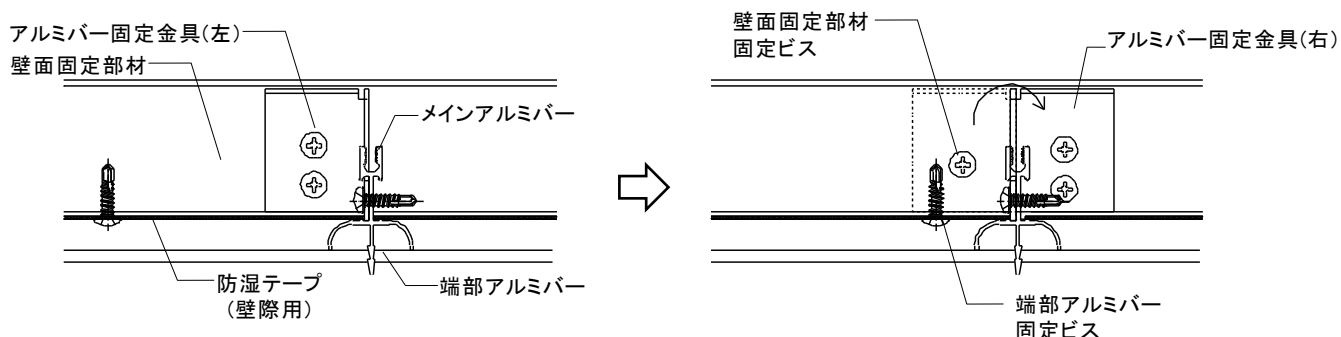 アルミバー固定金具(左)
壁面固定部材
メインアルミバー
防湿テープ
(壁際用)
端部アルミバー
壁面固定部材
固定ビス
アルミバー固定金具(右)
端部アルミバー
固定ビス